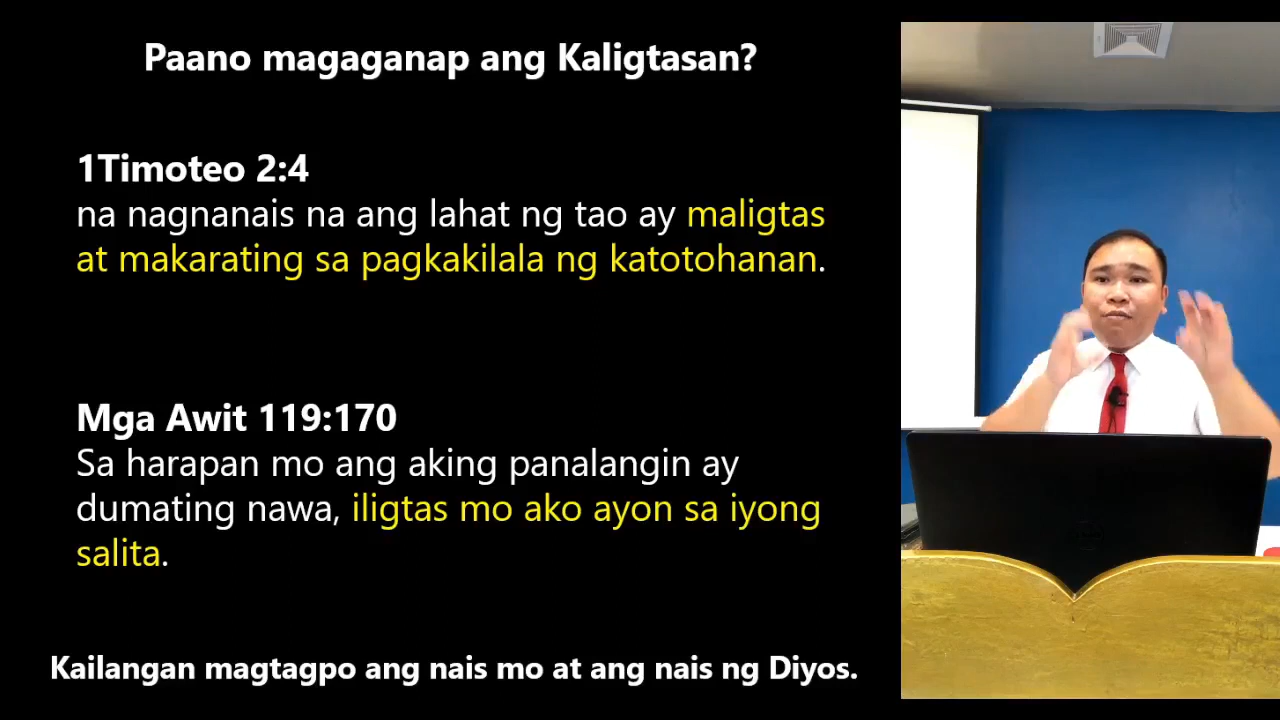 Paano magaganap ang Kaligtasan?
1Timoteo 2:4
na nagnanais na ang lahat ng tao ay maligtas
at makarating sa pagkakilala ng katotohanan.
Mga Awit 119:170
Sa harapan mo ang aking panalangin ay
dumating nawa, iligtas mo ako ayon sa iyong
salita.
Kailangan magtagpo ang nais mo at ang nais ng Diyos.